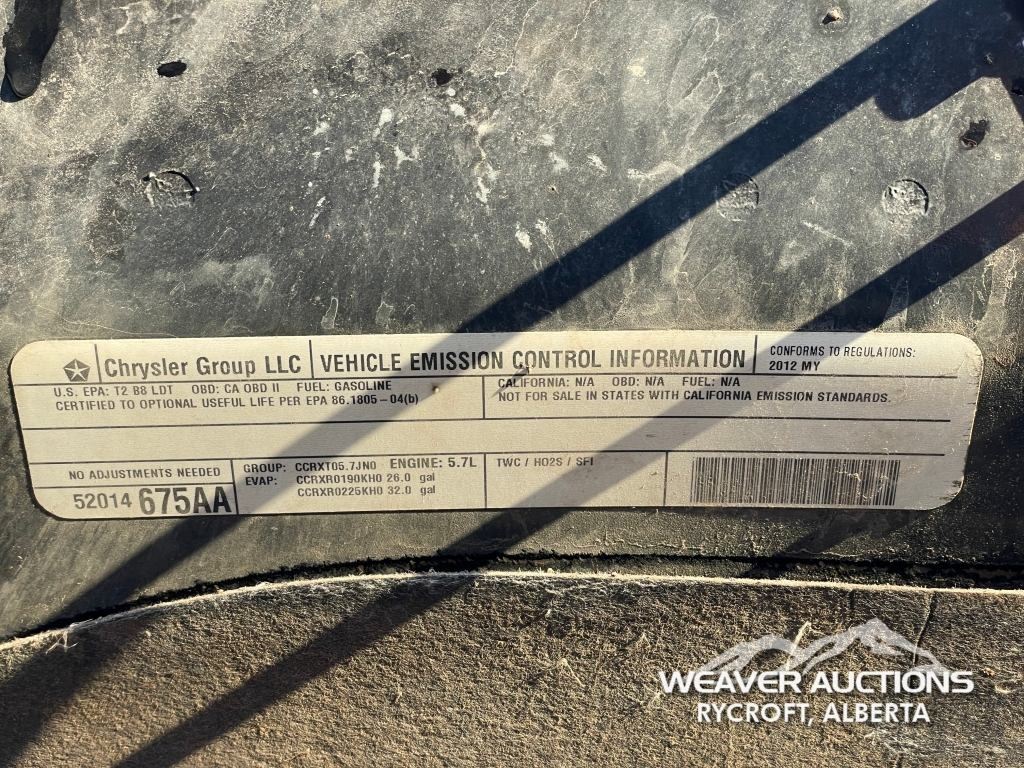 Chrysler Group LLC
VEHICLE EMISSION CONTROL INFORMATION
CONFORMS TO REGULATIONS:
2012 MY
U.S. EPA: T2 B8 LDT OBD: CA OBD II FUEL: GASOLINE
CERTIFIED TO OPTIONAL USEFUL LIFE PER EPA 86.1805-04(b)
CALIFORNIA: N/A OBD: N/A FUEL: N/A
NOT FOR SALE IN STATES WITH CALIFORNIA EMISSION STANDARDS.
NO ADJUSTMENTS NEEDED
52014 675AA
GROUP: CCRXT05.7JN0 ENGINE: 5.7L
EVAP: CCRXR0190KH0 26.0 gal
CCRXR0225KH0 32.0 gal
TWC / HO2S / SFI
WEAVER AUCTIONS
RYCROFT, ALBERTA